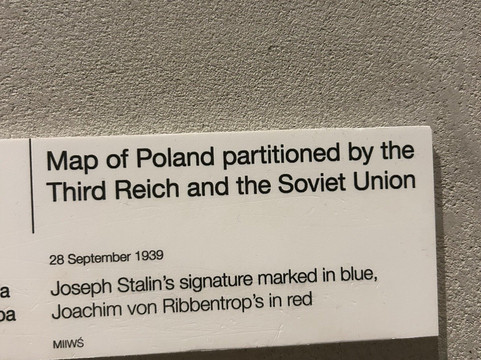 Map of Poland partitioned by the
Third Reich and the Soviet Union
28 September 1939
a
Joseph Stalin's signature marked in blue,
pa
Joachim von Ribbentrop's in red
MIIWŚ